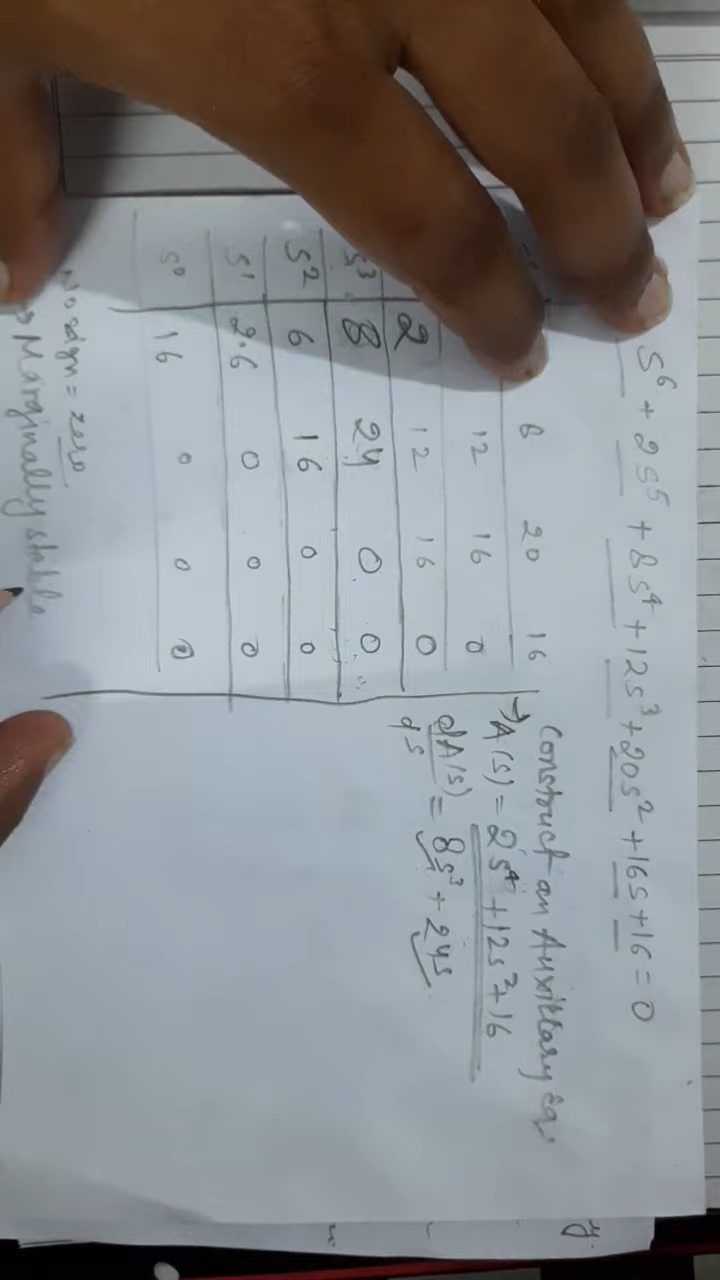 s⁶ + 2s⁵ + 8s⁴ + 12s³ + 20s² + 16s + 16 = 0
8 20 16
12 16 0
2 12 16 0
s³ 8 24 0 0
s² 6 16 0 0
s¹ 2.6 0 0 0
s⁰ 16 0 0 0
Construct an Auxiliary Eq.
→ A(s) = 2s⁴ + 12s² + 16
dA(s)/ds = 8s³ + 24s
No sign = zero
→ Marginally stable